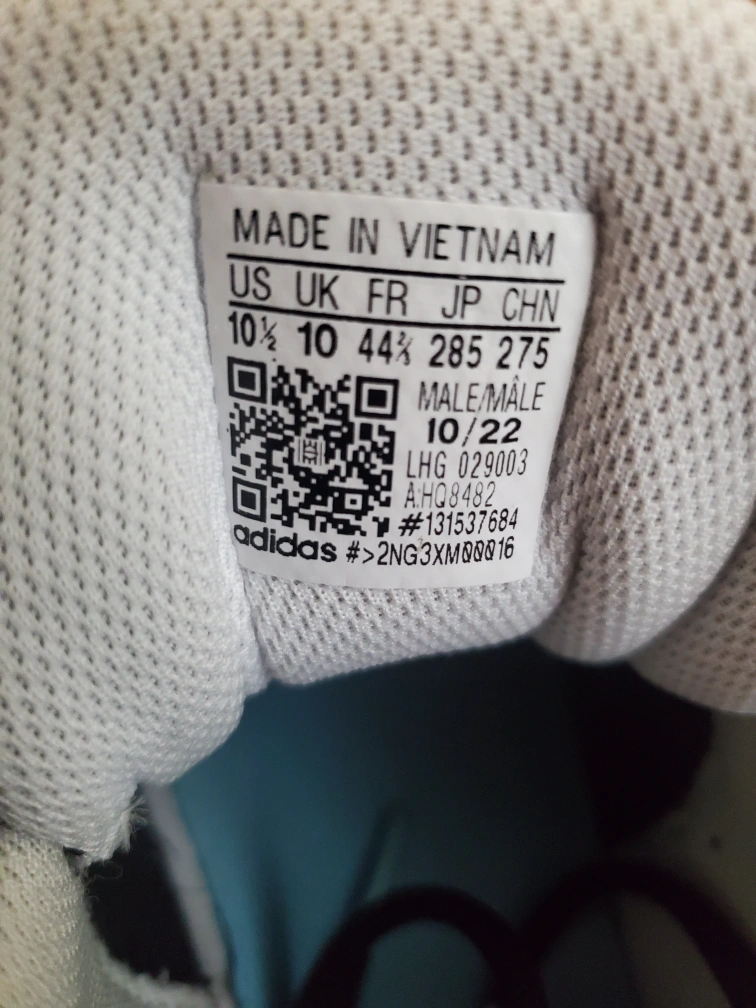 MADE IN VIETNAM
US UK FR JP CHN
10½ 10 44⅔ 285 275
MALE/MÂLE
10/22
LHG 029003
A:HQ8482
#131537684
adidas #>2NG3XM00016